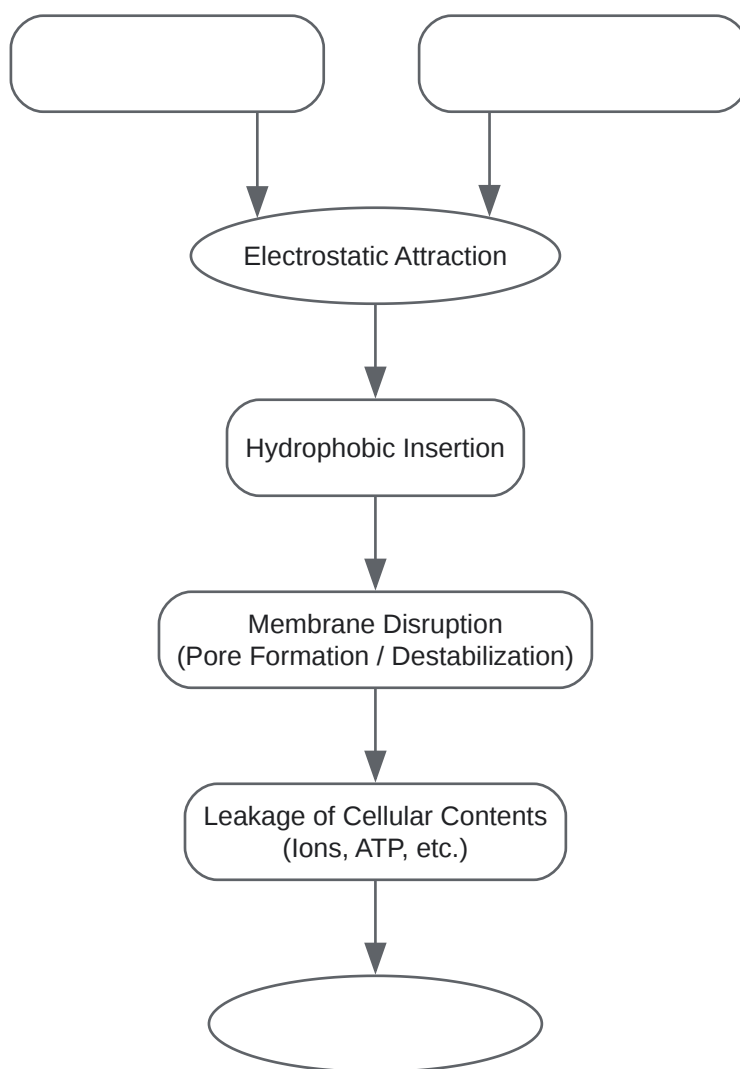 Electrostatic Attraction
Hydrophobic Insertion
Membrane Disruption
(Pore Formation / Destabilization)
Leakage of Cellular Contents
(Ions, ATP, etc.)